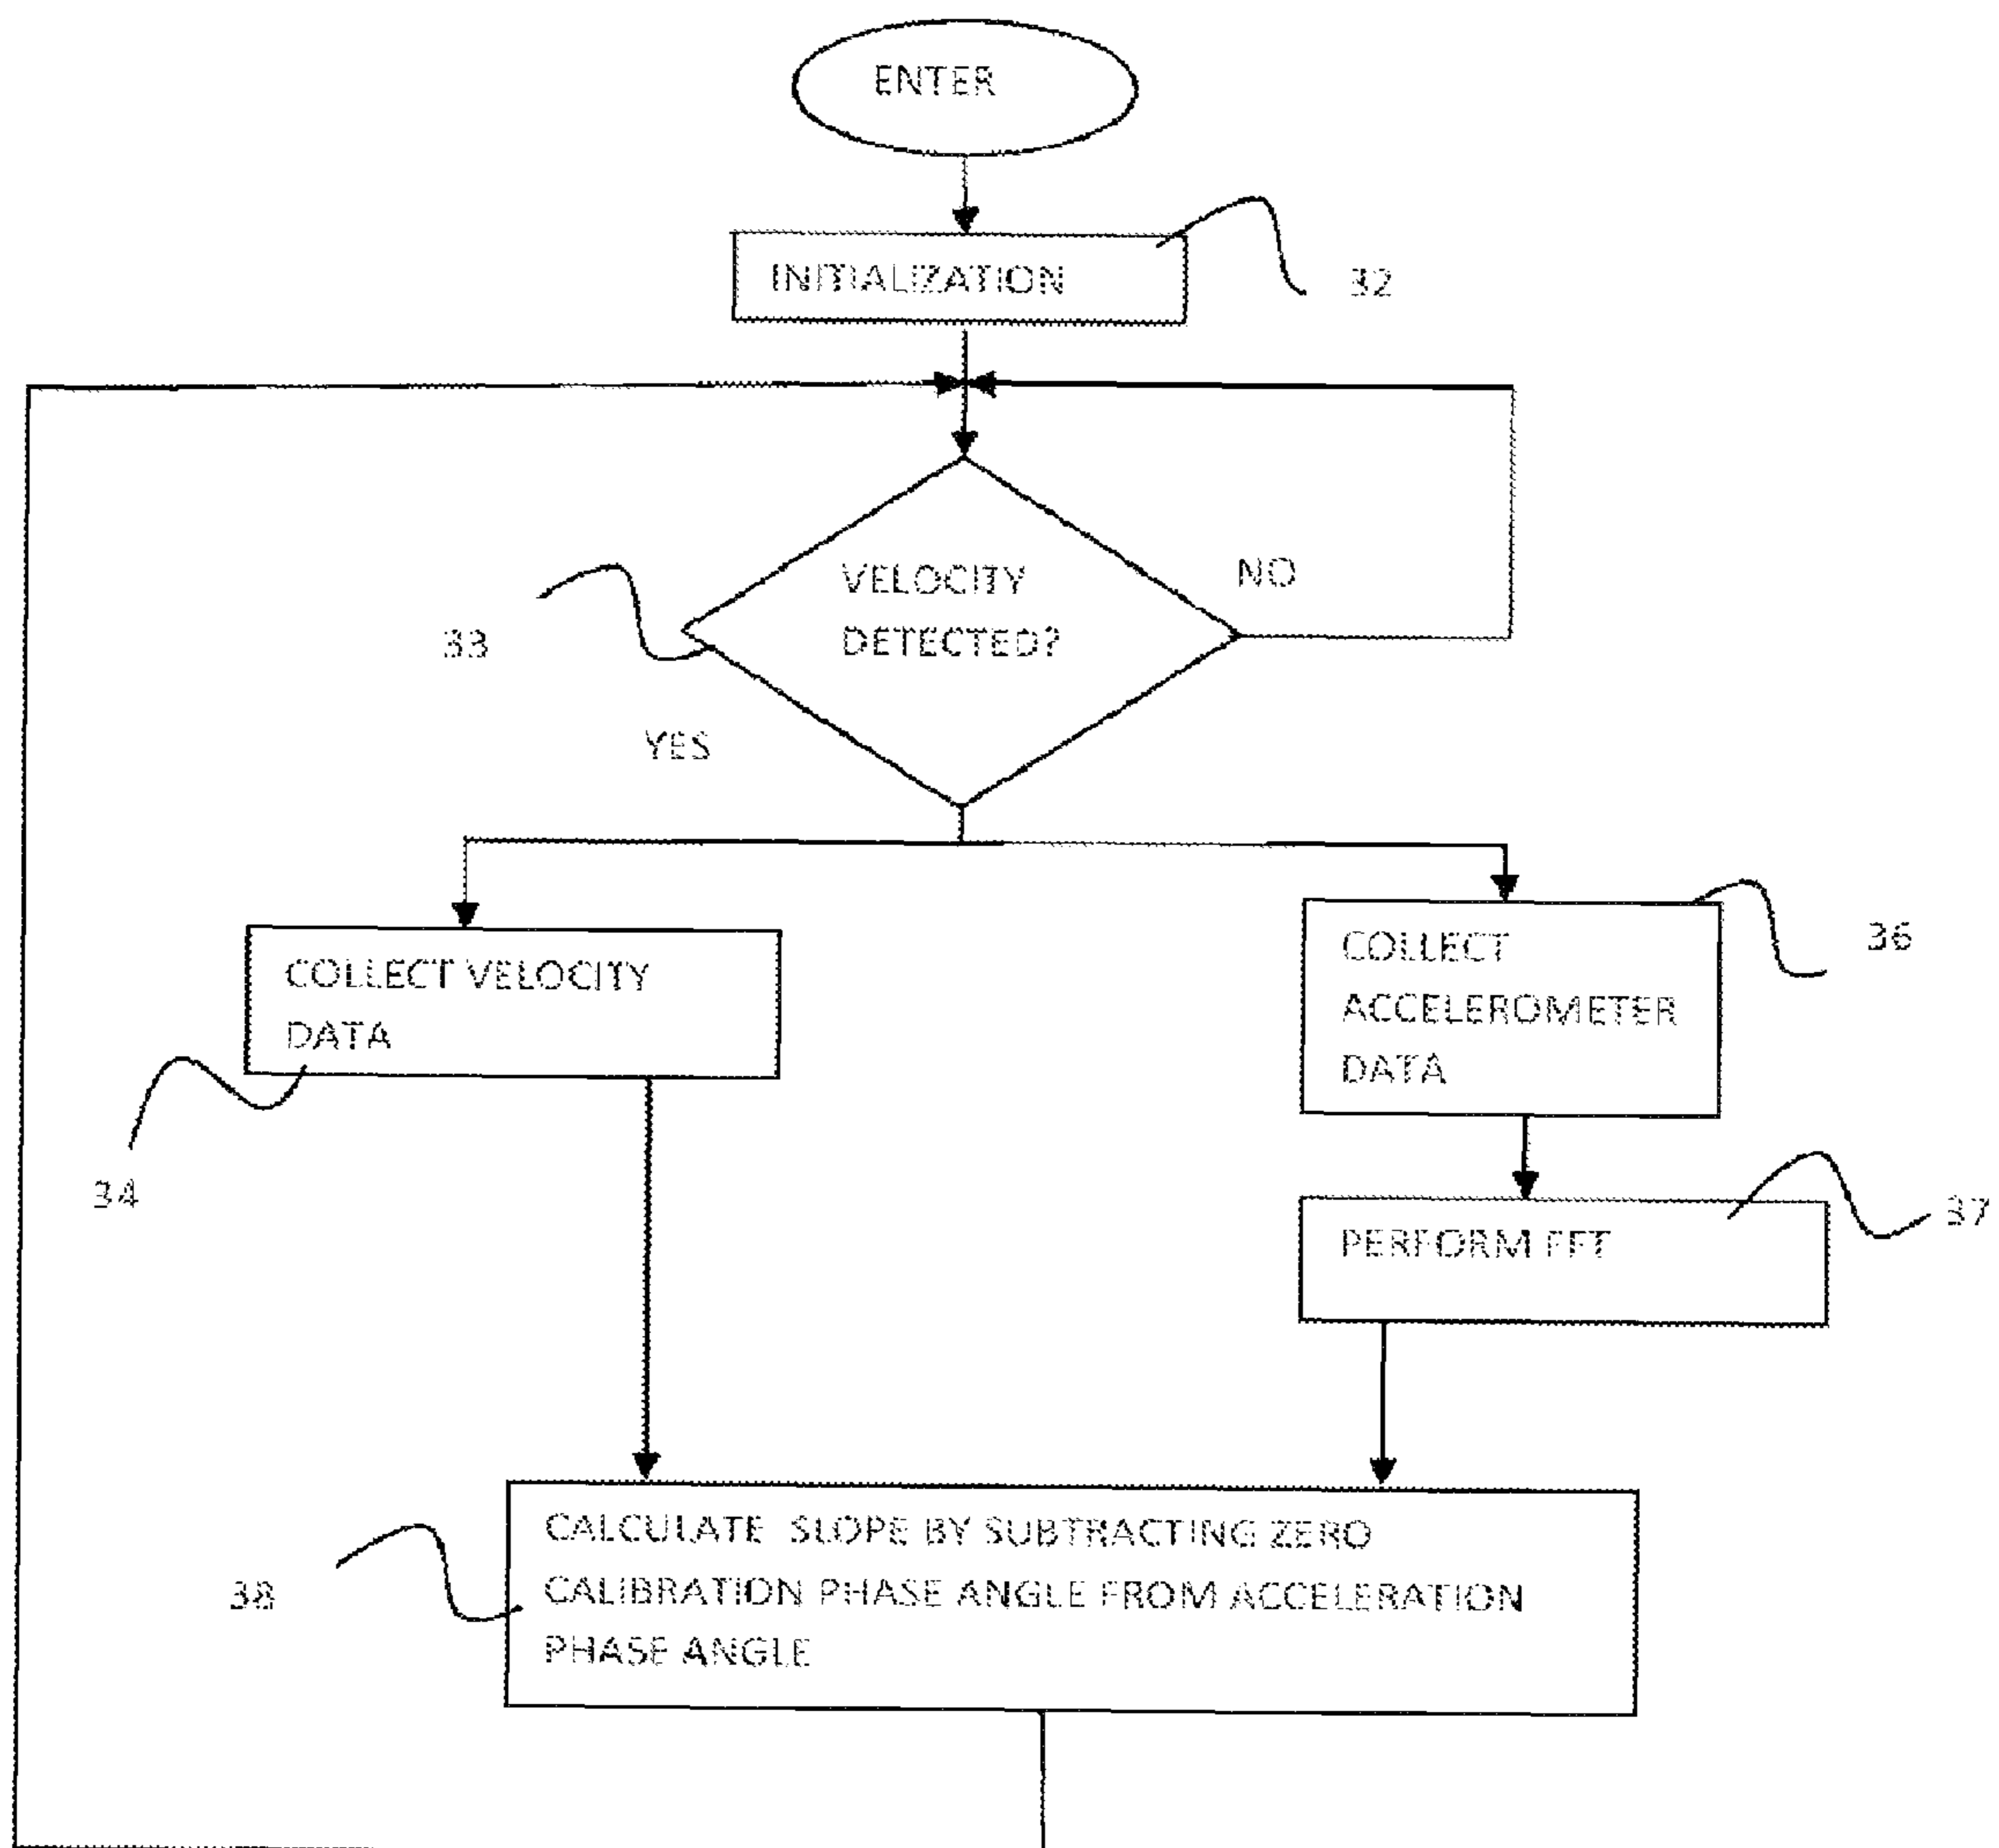 ENTER
INITIALIZATION
32
VELOCITY
DETECTED?
NO
33
YES
COLLECT VELOCITY
DATA
34
COLLECT
ACCELEROMETER
DATA
36
PERFORM FFT
37
CALCULATE SLOPE BY SUBTRACTING ZERO
CALIBRATION PHASE ANGLE FROM ACCELERATION
PHASE ANGLE
38